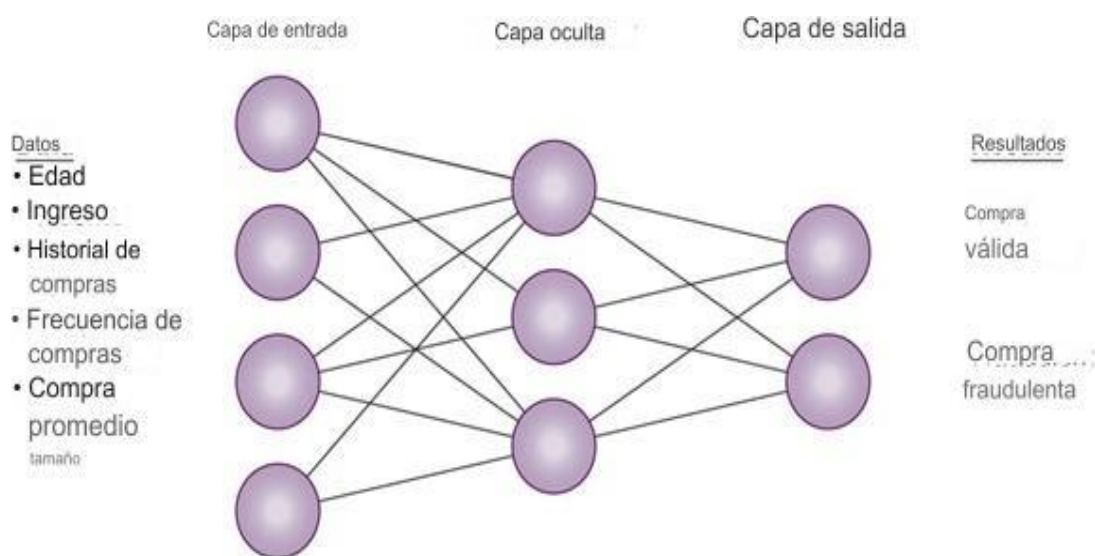 Capa de entrada
Capa oculta
Capa de salida
Datos
• Edad
• Ingreso
• Historial de
compras
• Frecuencia de
compras
• Compra
promedio
tamaño
Resultados
Compra
válida
Compra
fraudulenta